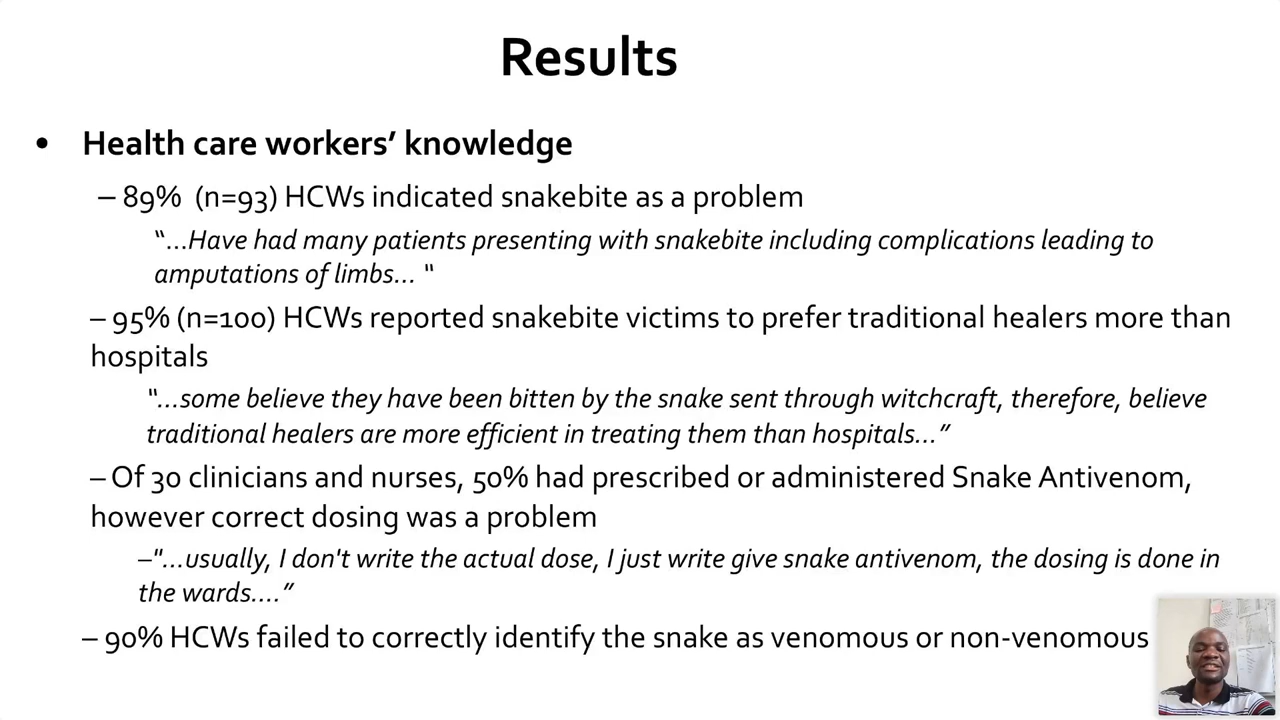 Results
• Health care workers’ knowledge
– 89% (n=93) HCWs indicated snakebite as a problem
“…Have had many patients presenting with snakebite including complications leading to
amputations of limbs… “
– 95% (n=100) HCWs reported snakebite victims to prefer traditional healers more than
hospitals
“…some believe they have been bitten by the snake sent through witchcraft, therefore, believe
traditional healers are more efficient in treating them than hospitals…”
– Of 30 clinicians and nurses, 50% had prescribed or administered Snake Antivenom,
however correct dosing was a problem
–“…usually, I don't write the actual dose, I just write give snake antivenom, the dosing is done in
the wards….”
– 90% HCWs failed to correctly identify the snake as venomous or non-venomous